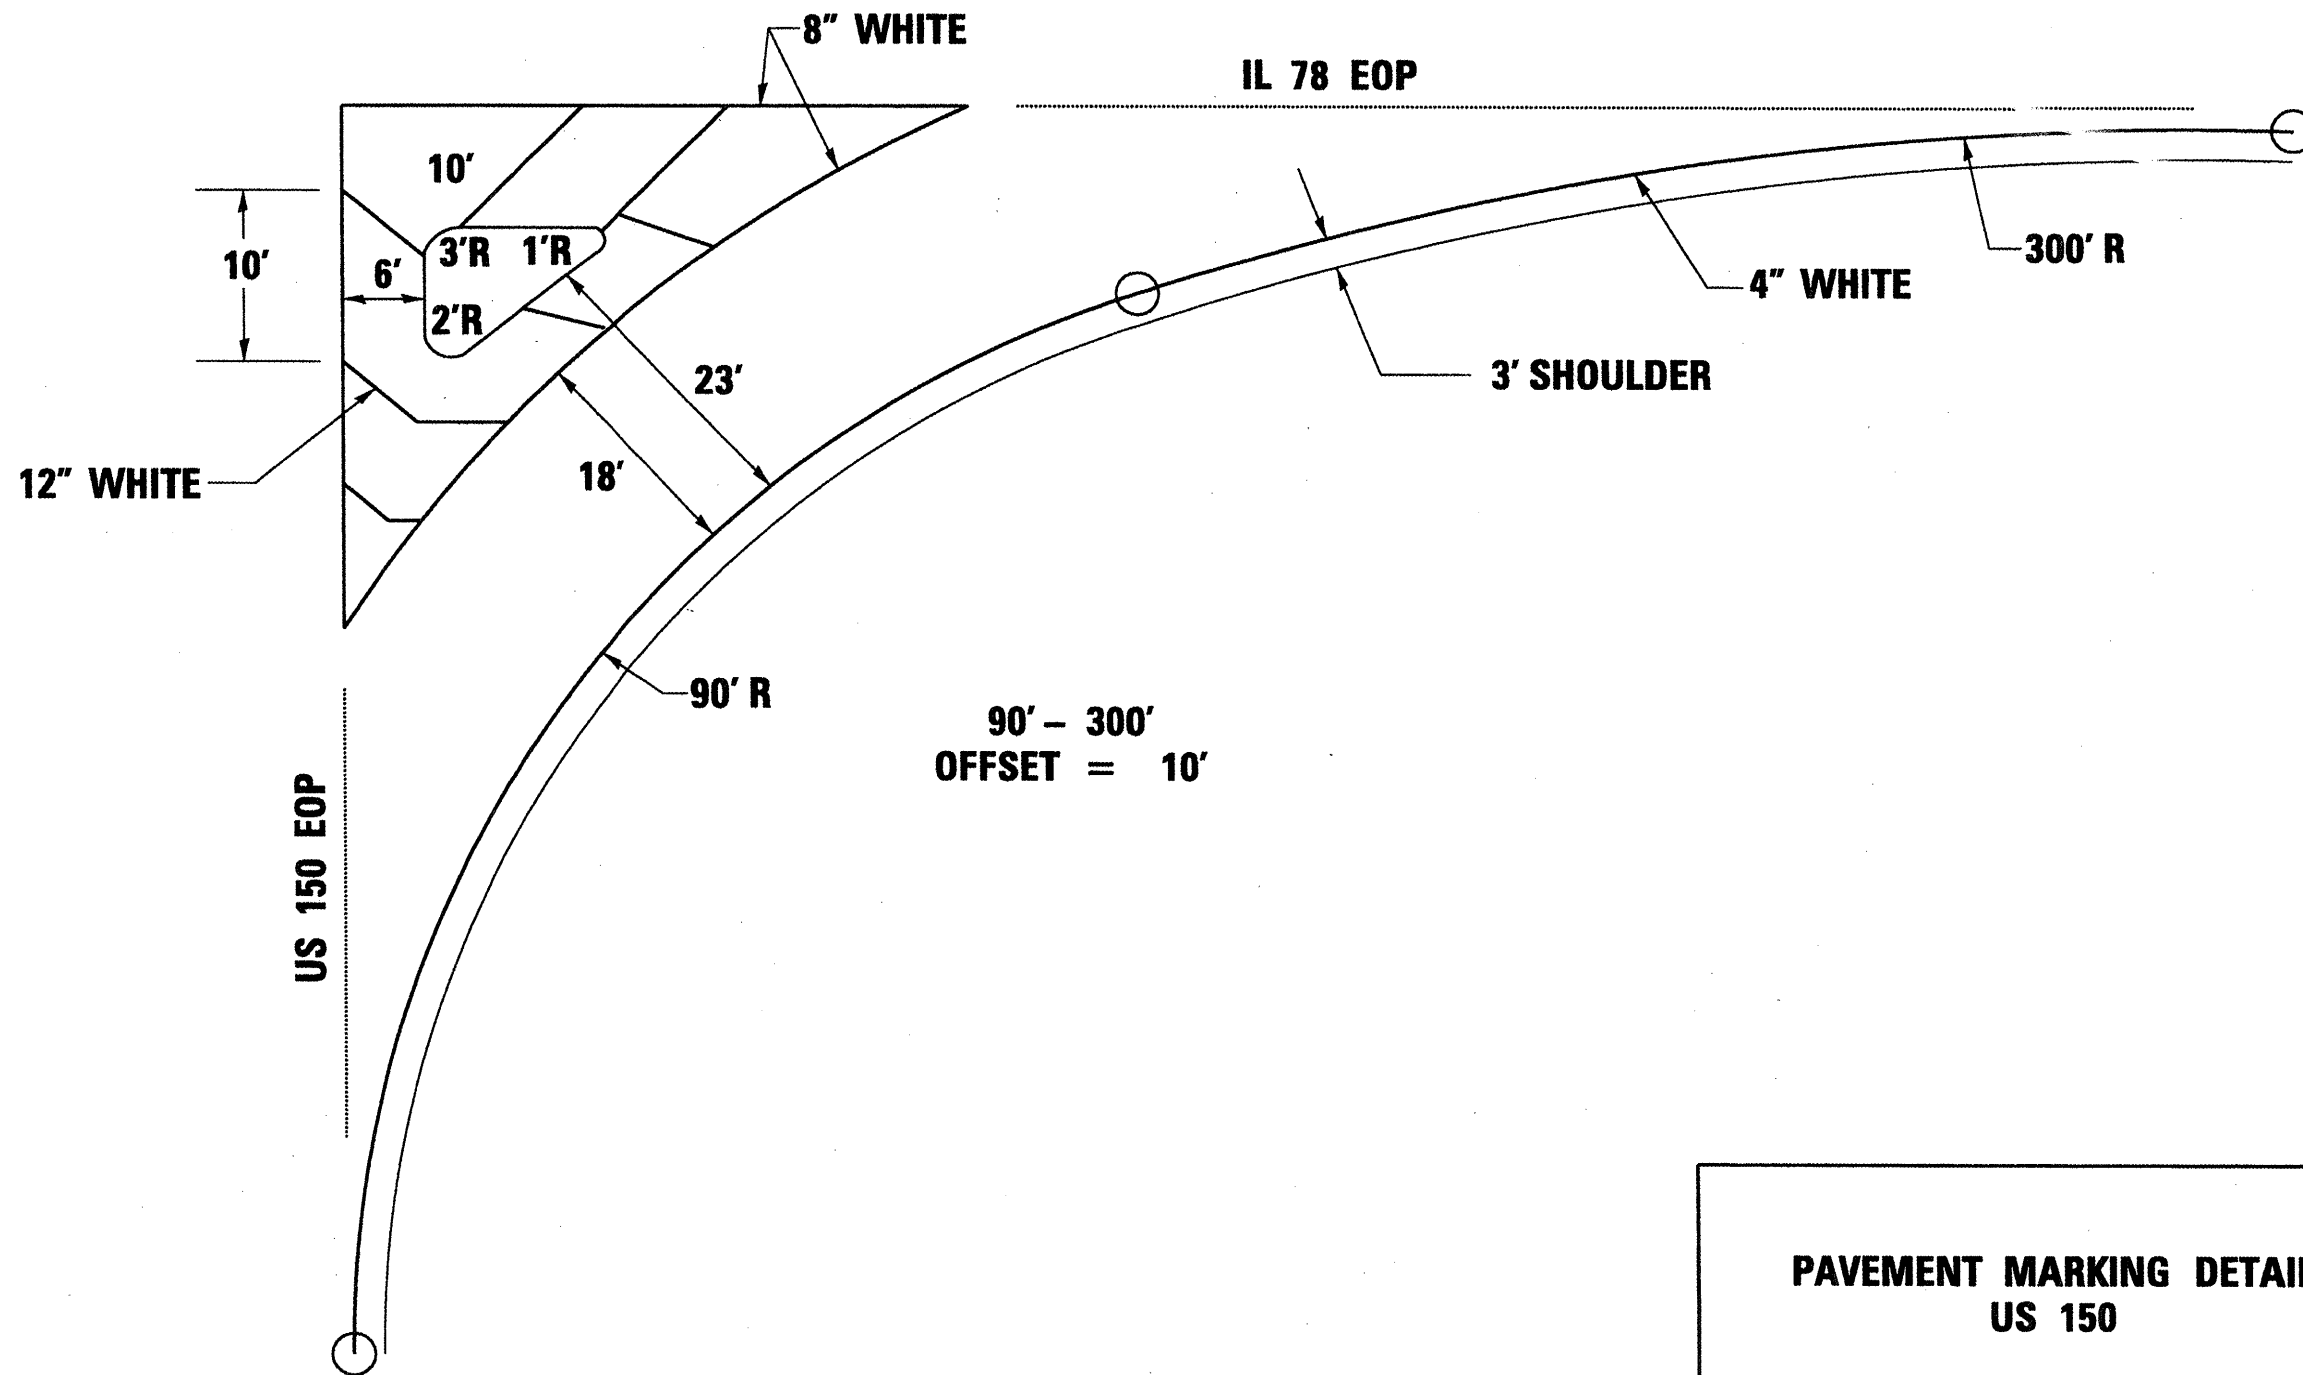 8" WHITE
IL 78 EOP
10'
3'R 1'R
10'
6'
2'R
300' R
4" WHITE
3' SHOULDER
23'
18'
12" WHITE
90' R
90' – 300'
OFFSET = 10'
US 150 EOP
PAVEMENT MARKING DETAI
US 150